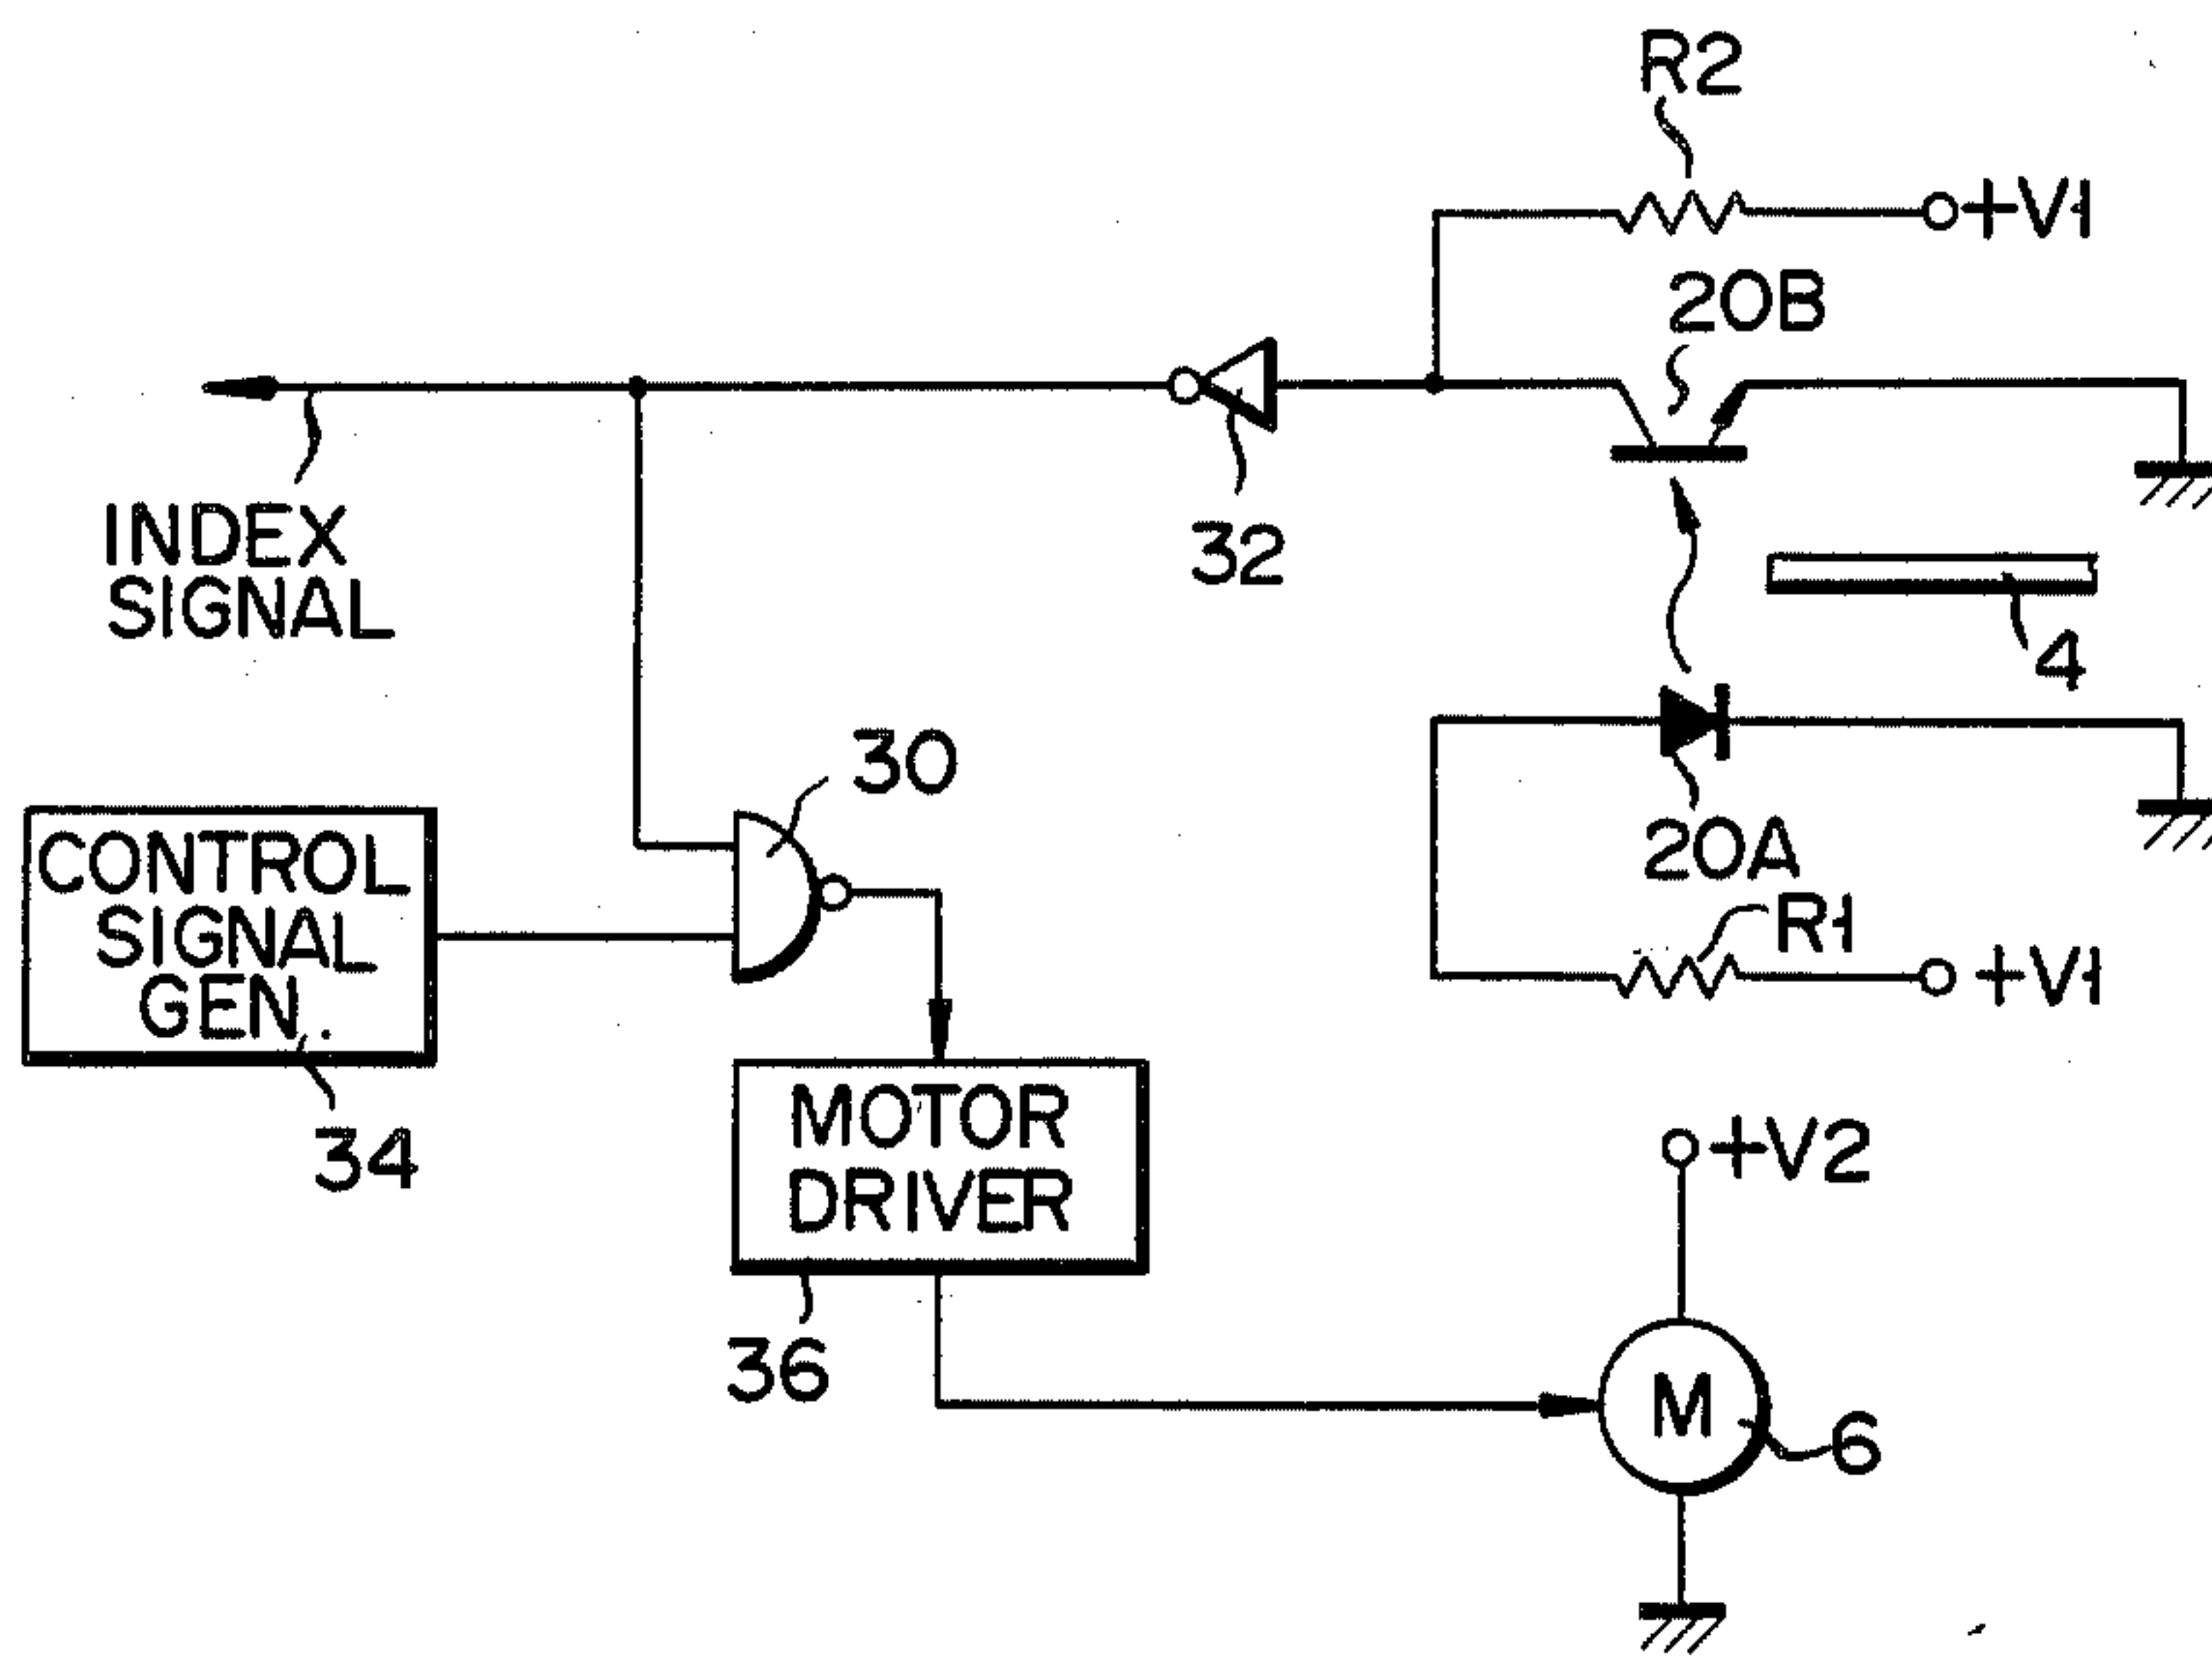 R2
+V1
20B
32
INDEX
SIGNAL
4
30
20A
CONTROL
SIGNAL
GEN.
R1
+V1
34
MOTOR
DRIVER
+V2
36
M
6